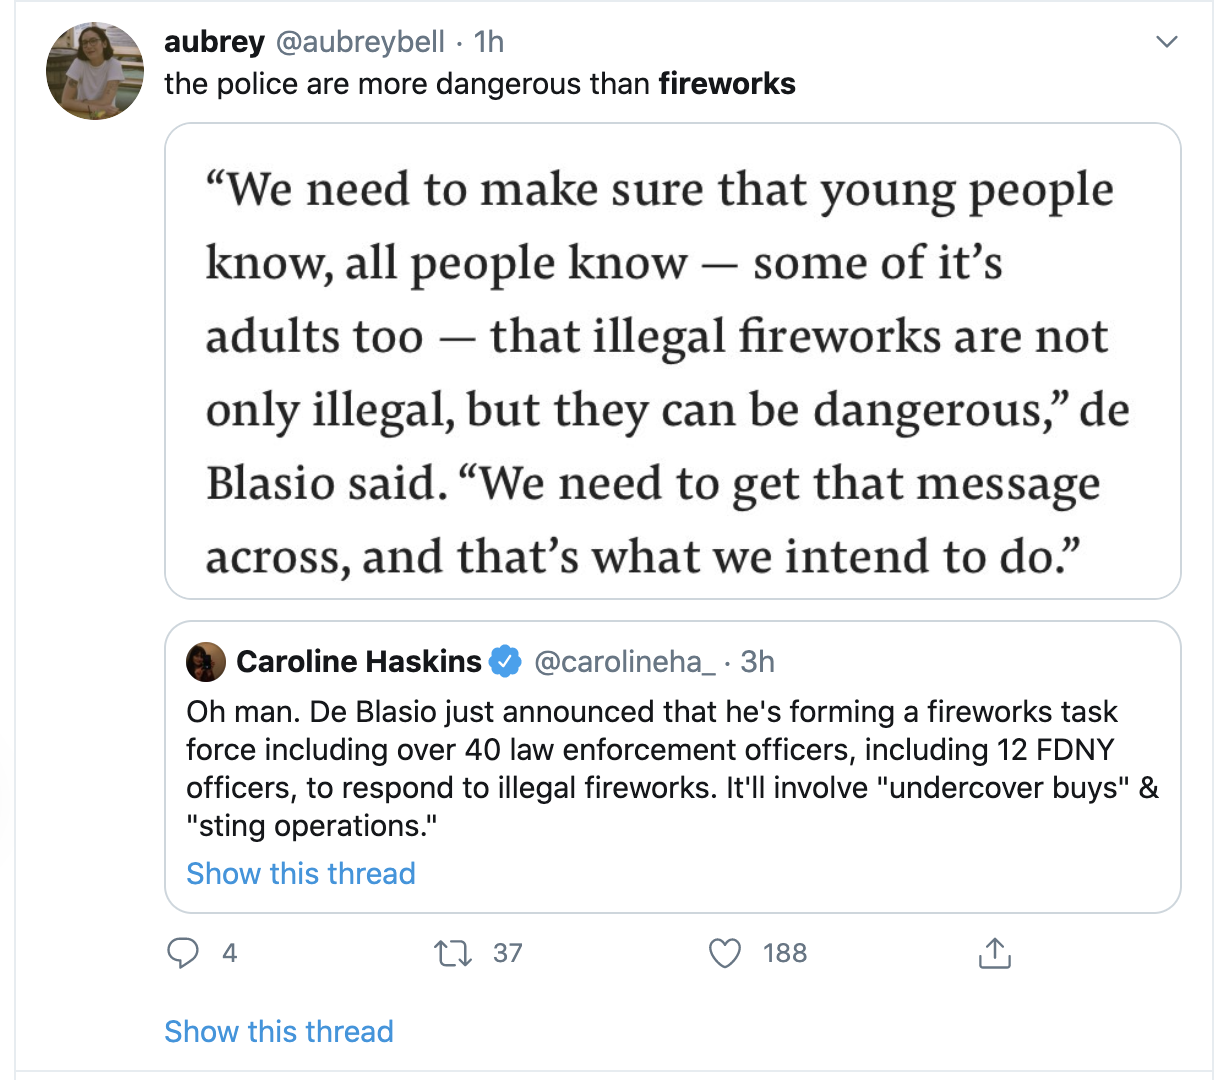 aubrey @aubreybell · 1h
the police are more dangerous than fireworks
“We need to make sure that young people
know, all people know — some of it’s
adults too — that illegal fireworks are not
only illegal, but they can be dangerous,” de
Blasio said. “We need to get that message
across, and that’s what we intend to do.”
Caroline Haskins @carolineha_ · 3h
Oh man. De Blasio just announced that he's forming a fireworks task
force including over 40 law enforcement officers, including 12 FDNY
officers, to respond to illegal fireworks. It'll involve "undercover buys" &
"sting operations."
Show this thread
4 37 188
Show this thread